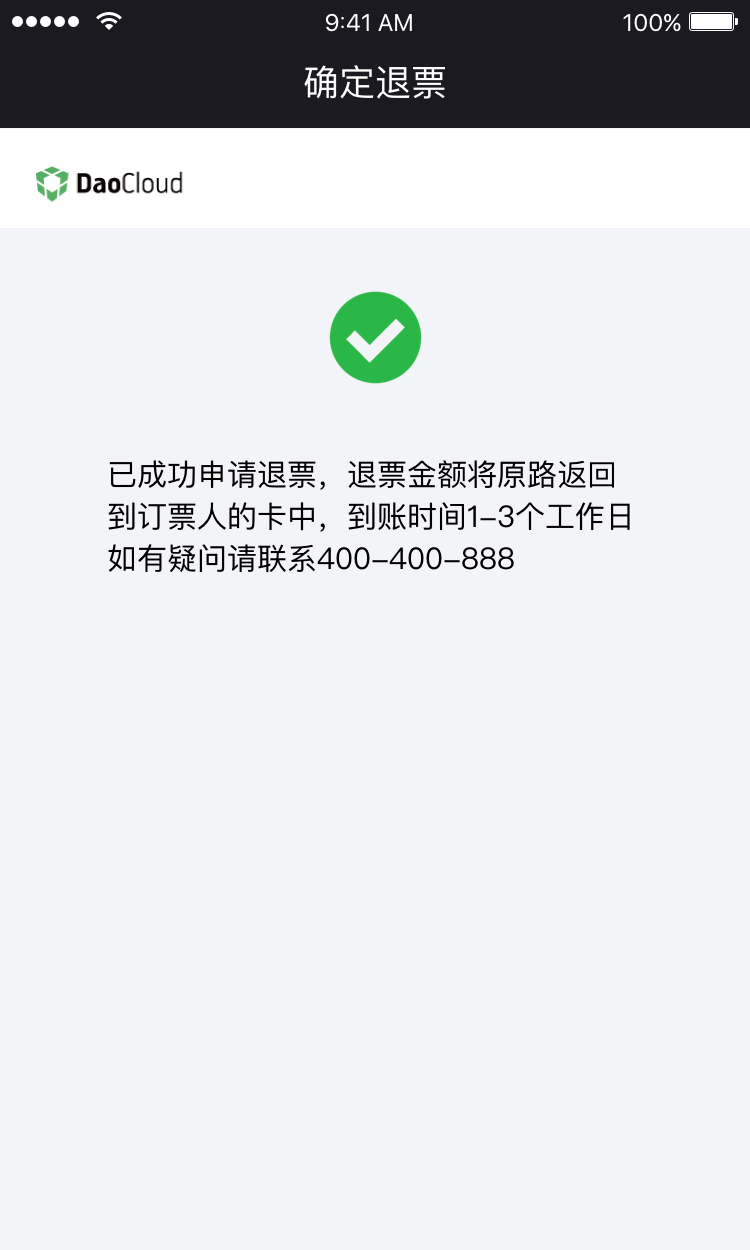 9:41 AM
100%
确定退票
DaoCloud
已成功申请退票，退票金额将原路返回
到订票人的卡中，到账时间1-3个工作日
如有疑问请联系400-400-888